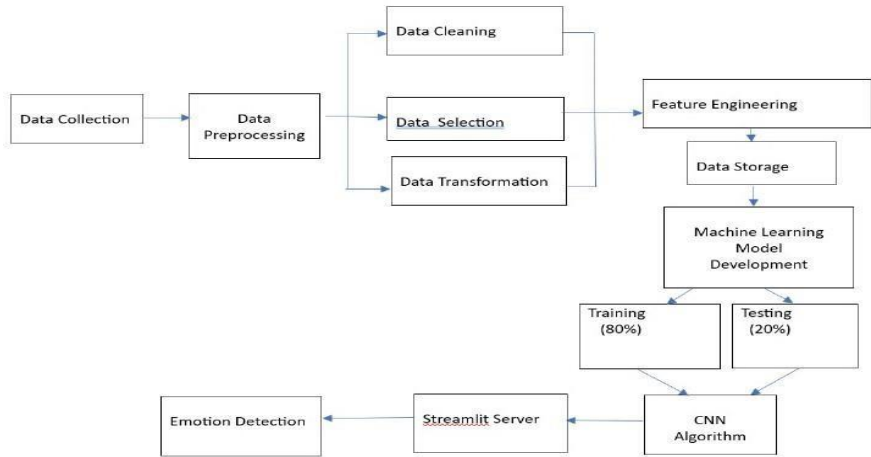 Data Cleaning
Data Collection
Data
Preprocessing
Data Selection
Data Transformation
Feature Engineering
Data Storage
Machine Learning
Model
Development
Training
(80%)
Testing
(20%)
CNN
Algorithm
Streamlit Server
Emotion Detection